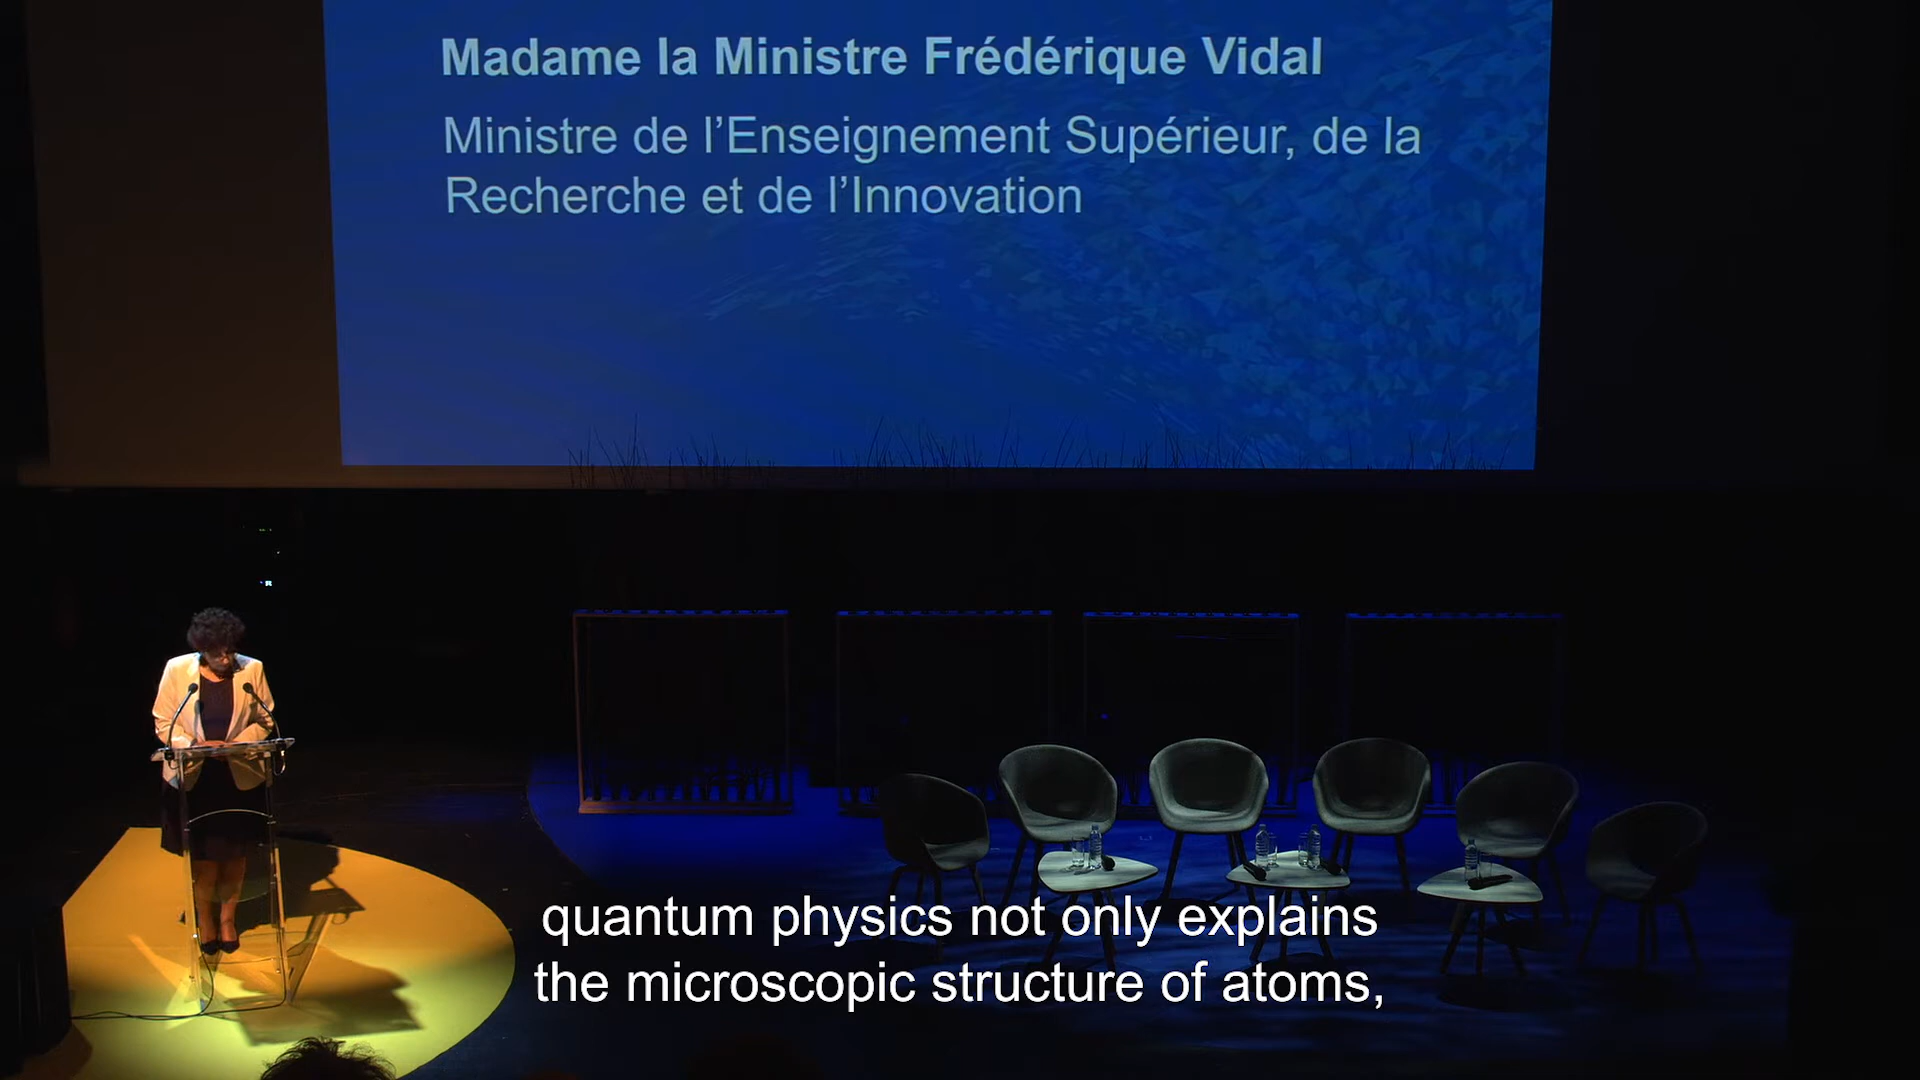 Madame la Ministre Frédérique Vidal
Ministre de l’Enseignement Supérieur, de la
Recherche et de l’Innovation
quantum physics not only explains
the microscopic structure of atoms,